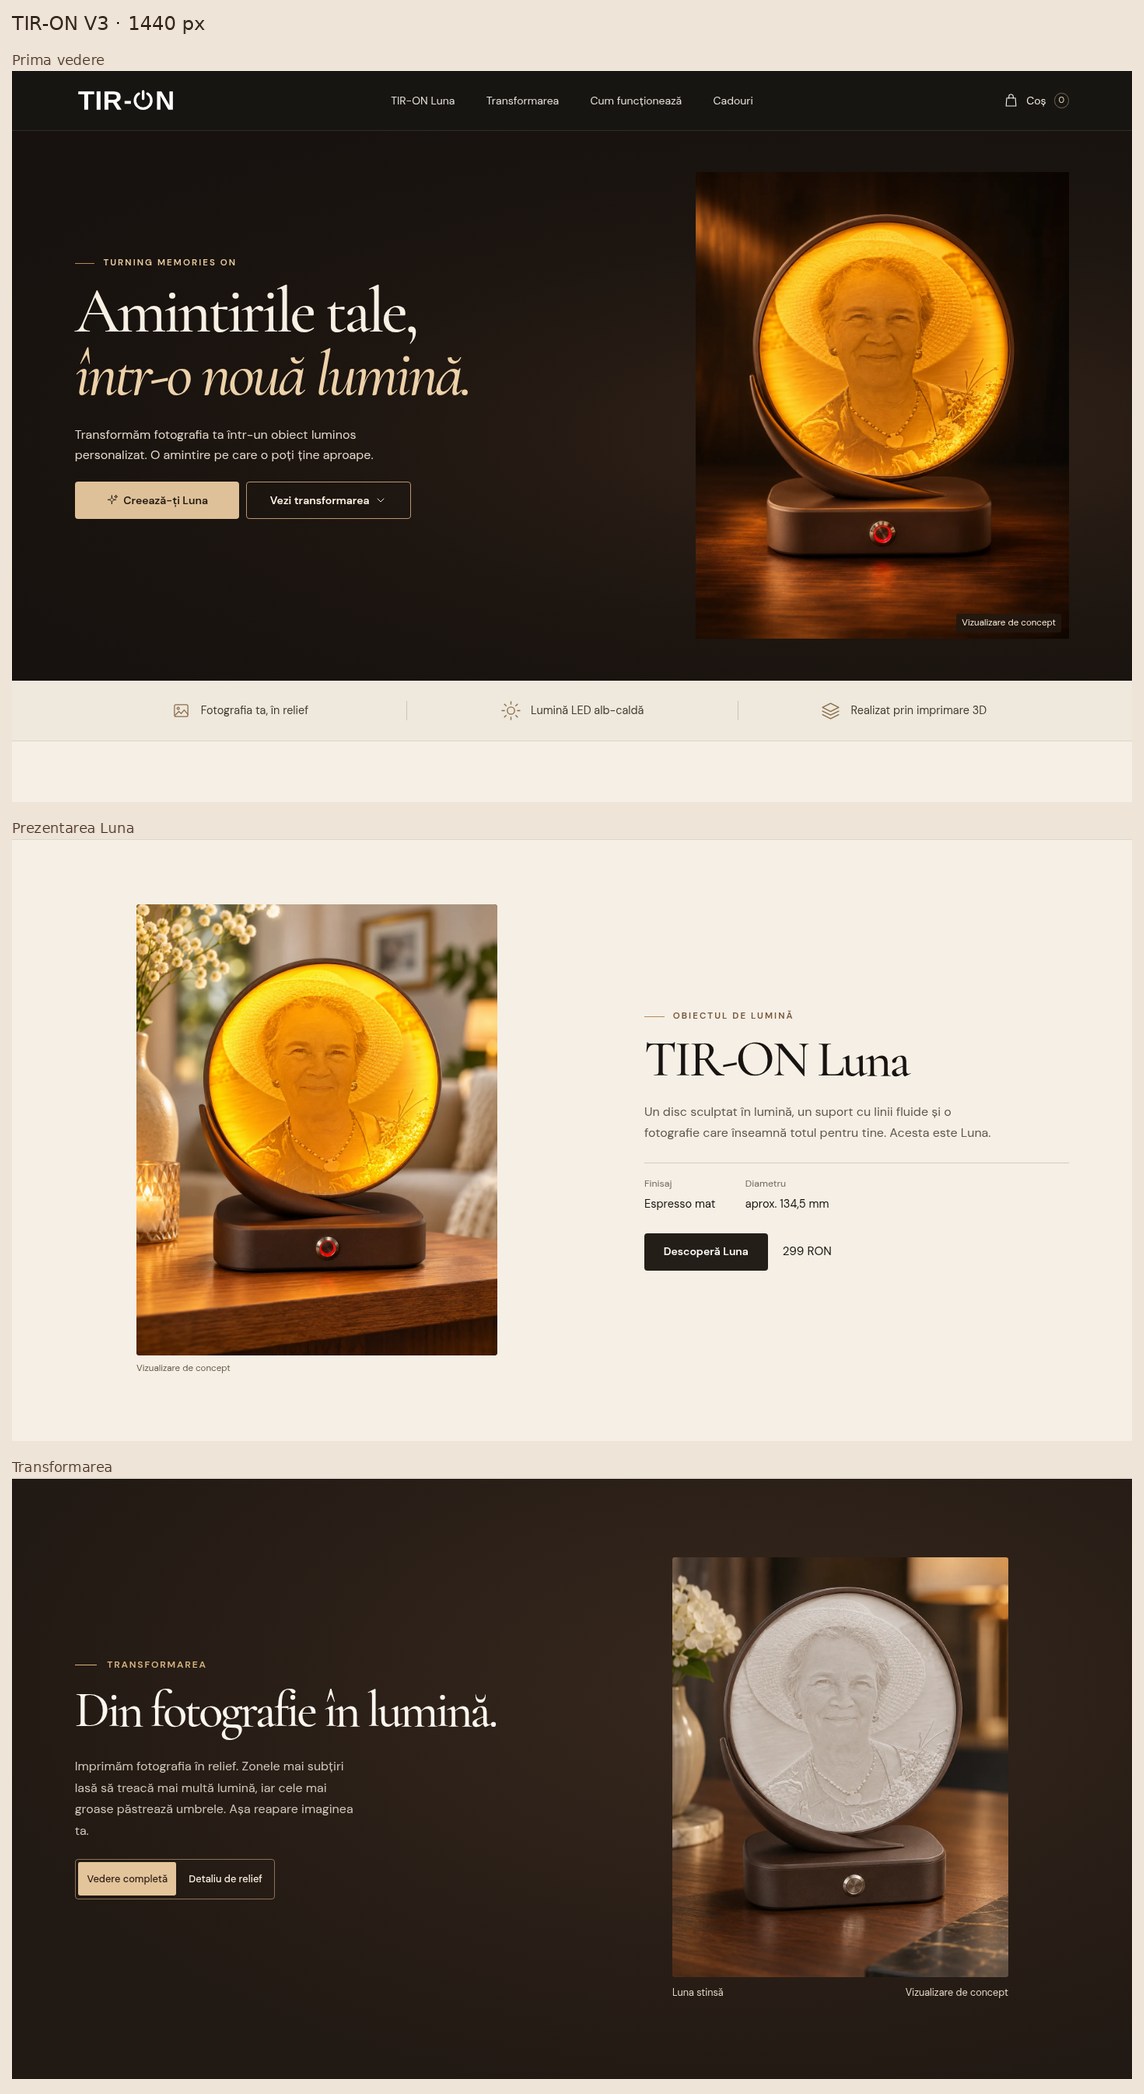 TIR-ON V3 · 1440 px
Prima vedere
TIR-ON
TIR-ON Luna
Transformarea
Cum funcționează
Cadouri
Coș
0
TURNING MEMORIES ON
Amintirile tale,
într-o nouă lumină.
Transformăm fotografia ta într-un obiect luminos
personalizat. O amintire pe care o poți ține aproape.
Creează-ți Luna
Vezi transformarea
Vizualizare de concept
Fotografia ta, în relief
Lumină LED alb-caldă
Realizat prin imprimare 3D
Prezentarea Luna
OBIECTUL DE LUMINĂ
TIR-ON Luna
Un disc sculptat în lumină, un suport cu linii fluide și o
fotografie care înseamnă totul pentru tine. Acesta este Luna.
Finisaj
Diametru
Espresso mat
aprox. 134,5 mm
Descoperă Luna
299 RON
Vizualizare de concept
Transformarea
TRANSFORMAREA
Din fotografie în lumină.
Imprimăm fotografia în relief. Zonele mai subțiri
lasă să treacă mai multă lumină, iar cele mai
groase păstrează umbrele. Așa reapare imaginea
ta.
Vedere completă
Detaliu de relief
Luna stinsă
Vizualizare de concept